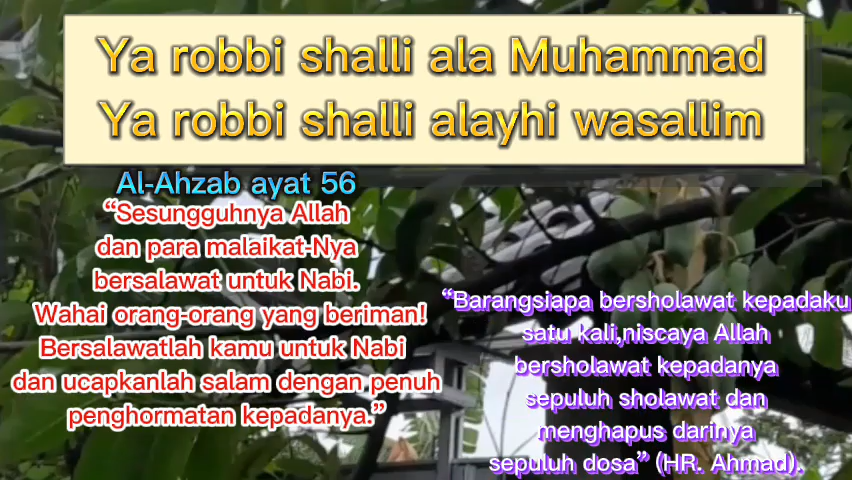 Ya robbi shalli ala Muhammad
Ya robbi shalli alayhi wasallim
Al-Ahzab ayat 56
“Sesungguhnya Allah
dan para malaikat-Nya
bersalawat untuk Nabi.
Wahai orang-orang yang beriman!
Bersalawatlah kamu untuk Nabi
dan ucapkanlah salam dengan penuh
penghormatan kepadanya.”
“Barangsiapa bersholawat kepadaku
satu kali,niscaya Allah
bersholawat kepadanya
sepuluh sholawat dan
menghapus darinya
sepuluh dosa” (HR. Ahmad).